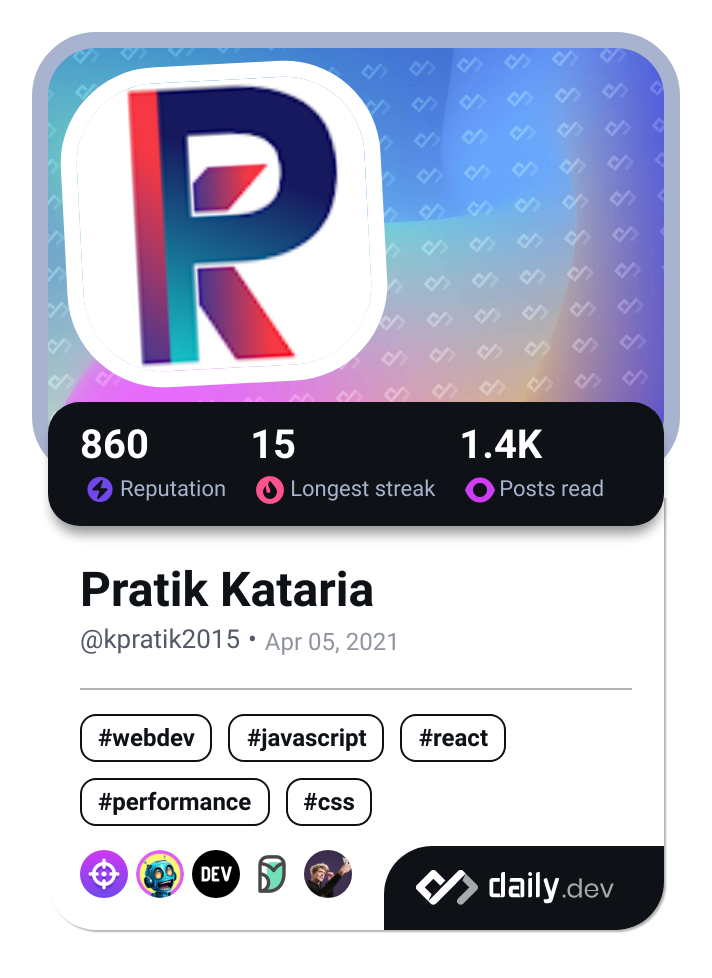 860 15 1.4K
Reputation Longest streak Posts read
Pratik Kataria
@kpratik2015 • Apr 05, 2021
#webdev #javascript #react
#performance #css
DEV
daily.dev